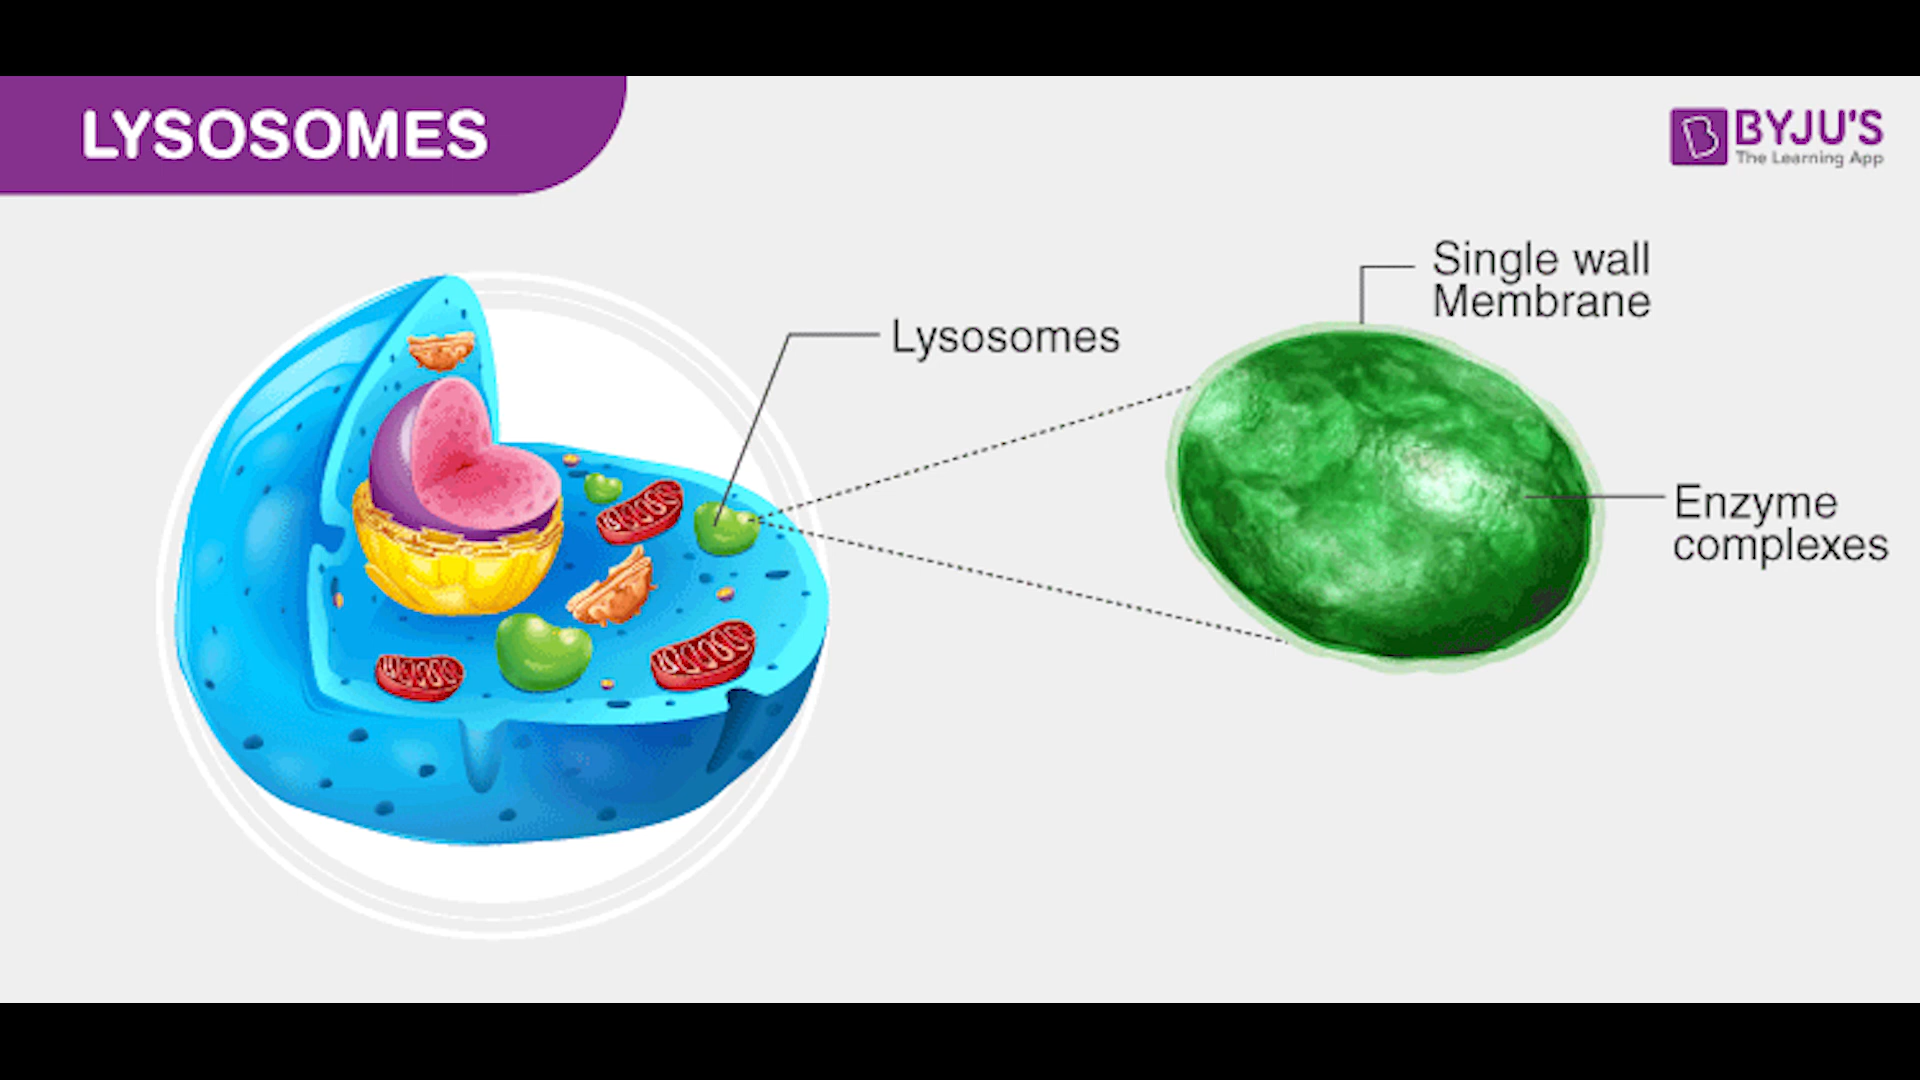 LYSOSOMES
BYJU'S
The Learning App
Single wall
Membrane
Lysosomes
Enzyme
complexes